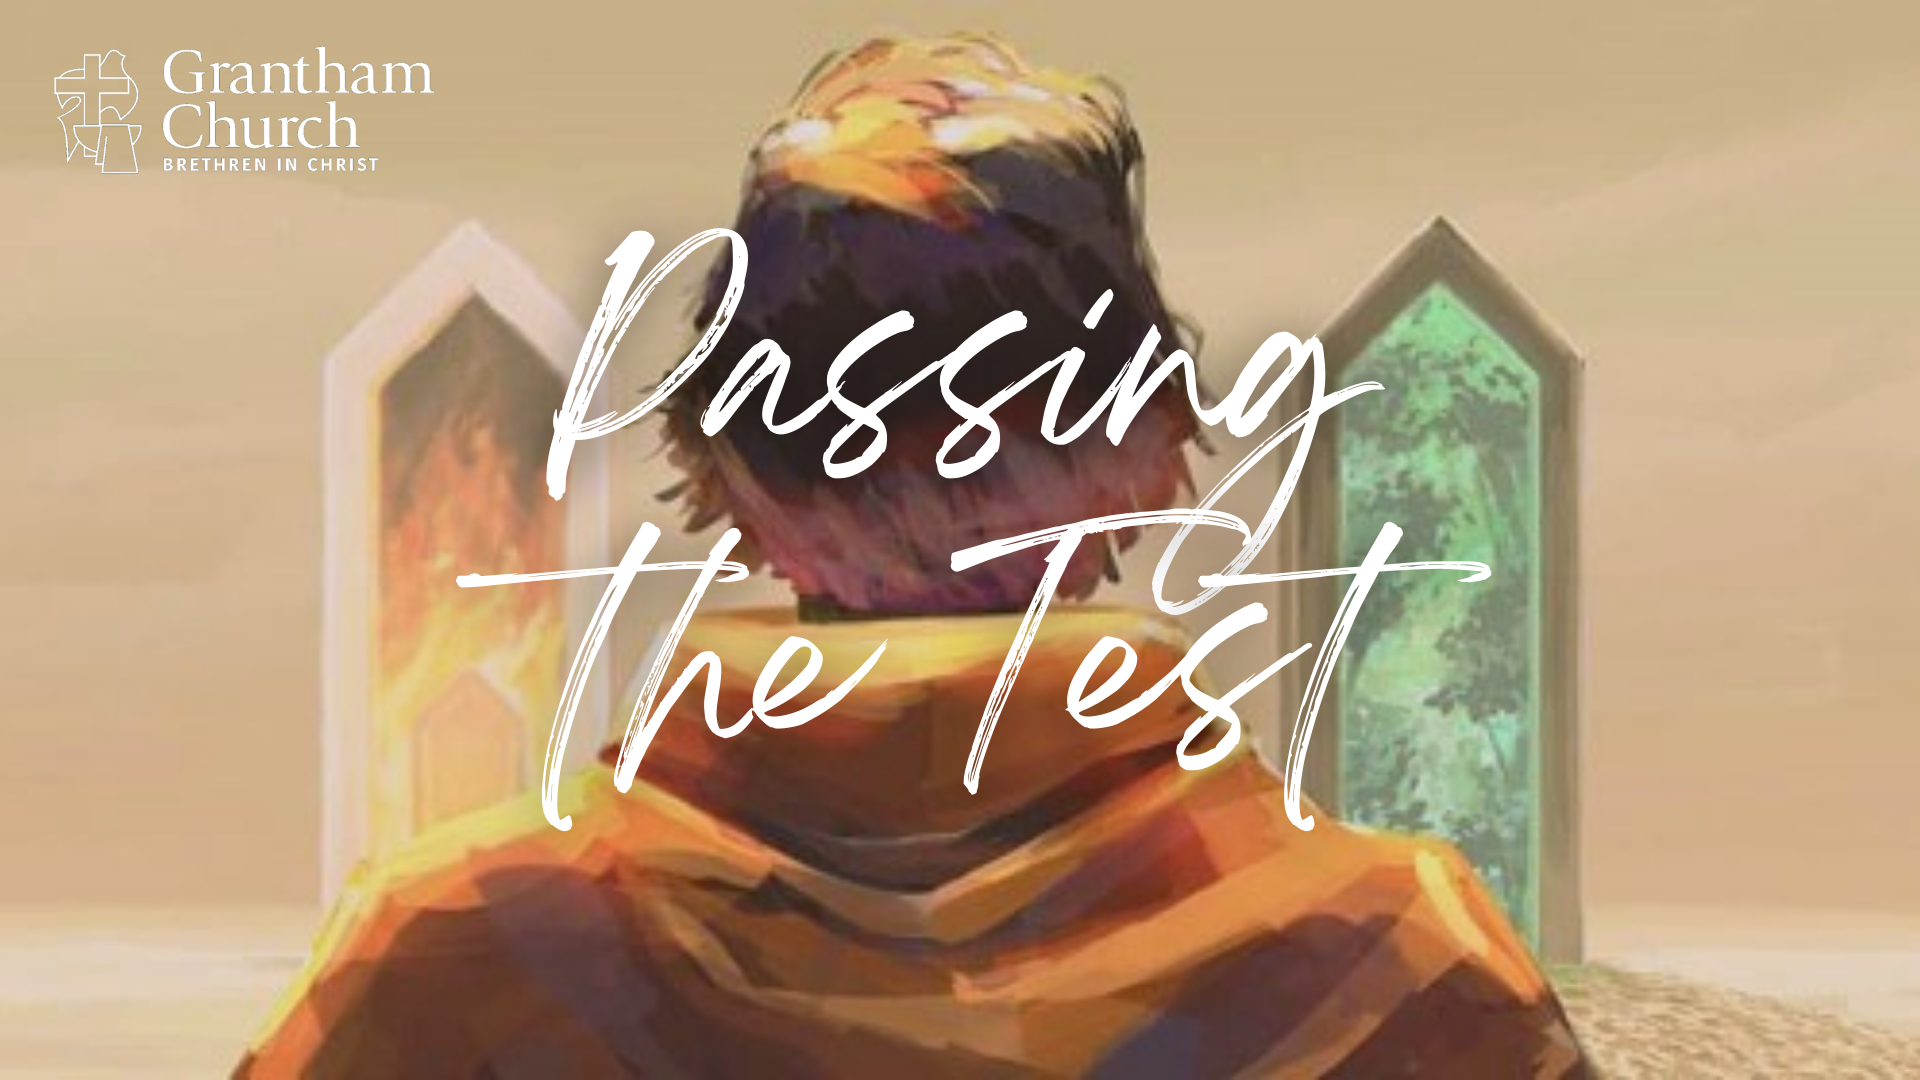 Grantham
Church
BRETHREN IN CHRIST
Passing
the Test